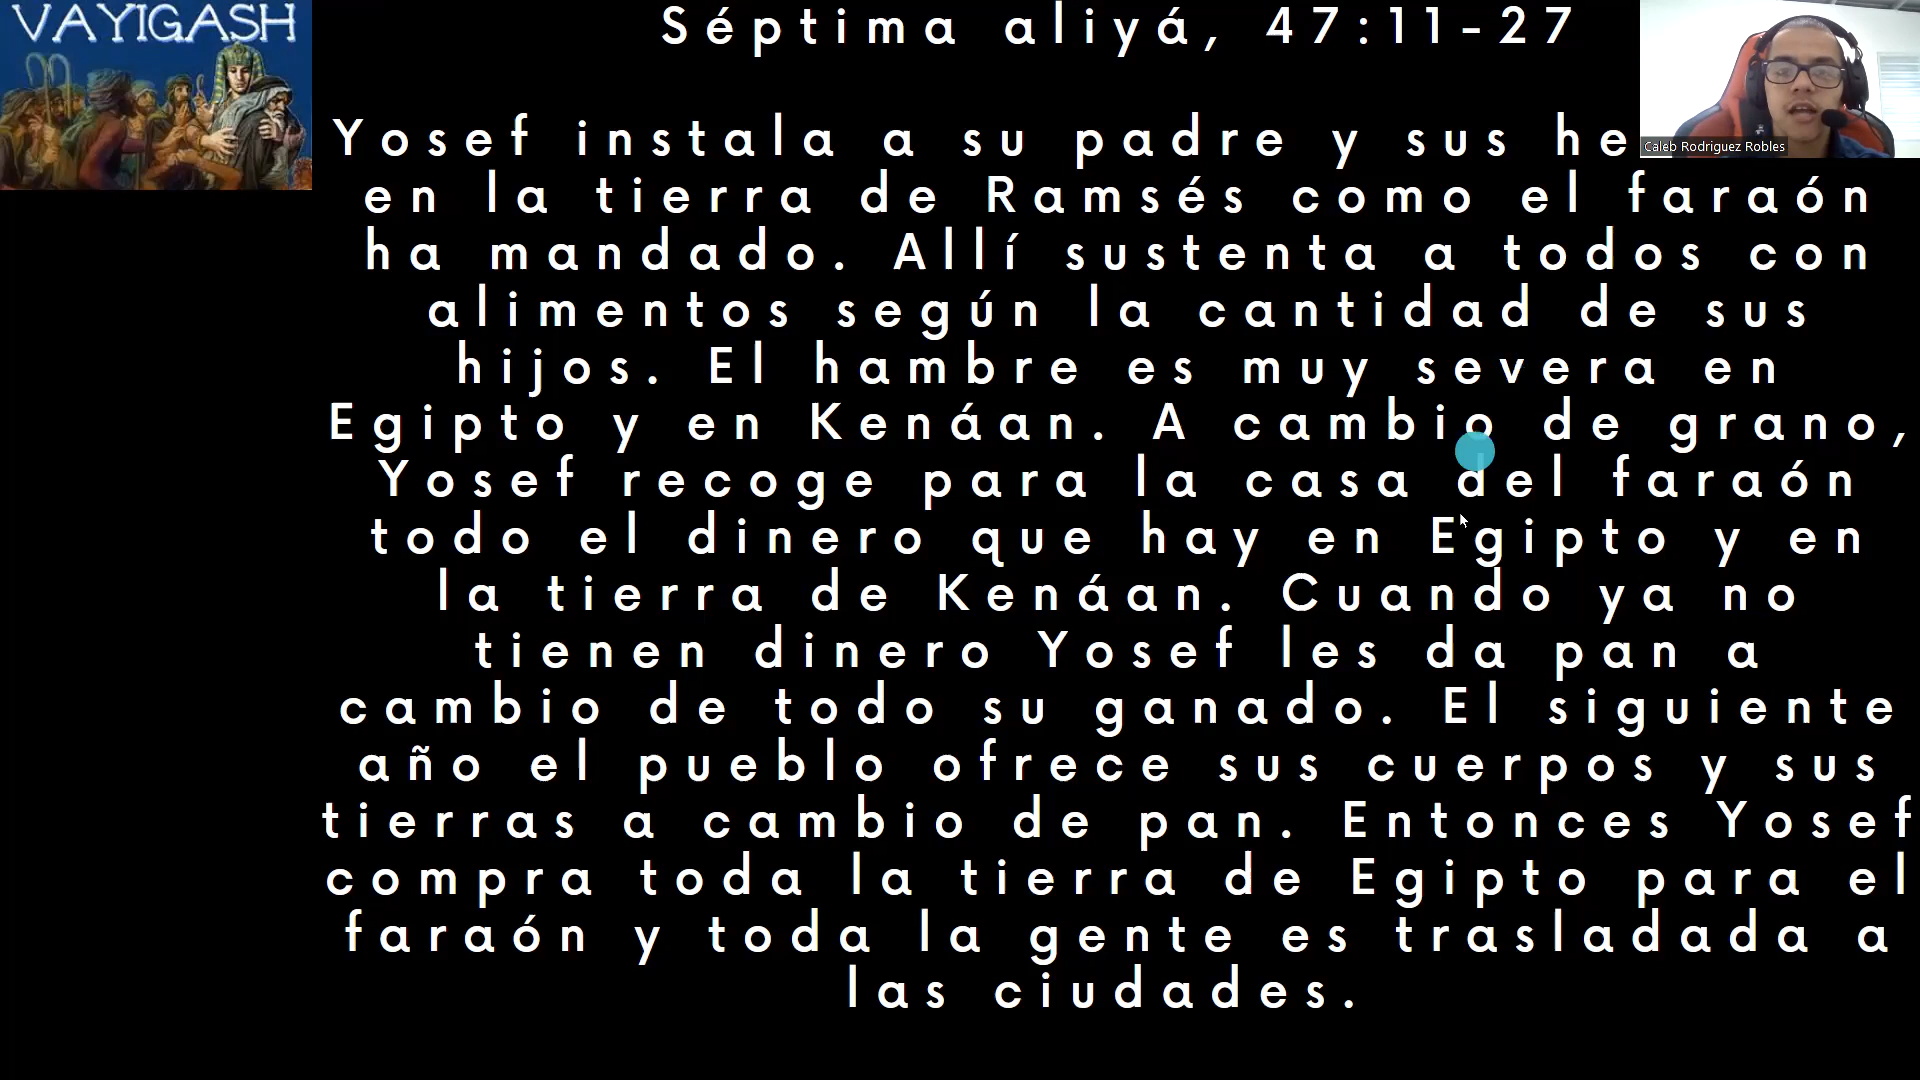 VAYIGASH
Séptima aliyá, 47:11-27
Caleb Rodriguez Robles
Yosef instala a su padre y sus
en la tierra de Ramsés como el faraón
ha mandado. Allí sustenta a todos con
alimentos según la cantidad de sus
hijos. El hambre es muy severa en
Egipto y en Kenáan. A cambio de grano,
Yosef recoge para la casa del faraón
todo el dinero que hay en Egipto y en
la tierra de Kenáan. Cuando ya no
tienen dinero Yosef les da pan a
cambio de todo su ganado. El siguiente
año el pueblo ofrece sus cuerpos y sus
tierras a cambio de pan. Entonces Yosef
compra toda la tierra de Egipto para el
faraón y toda la gente es trasladada a
las ciudades.